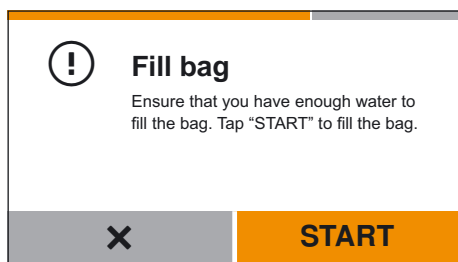 Fill bag
Ensure that you have enough water to
fill the bag. Tap “START” to fill the bag.
START